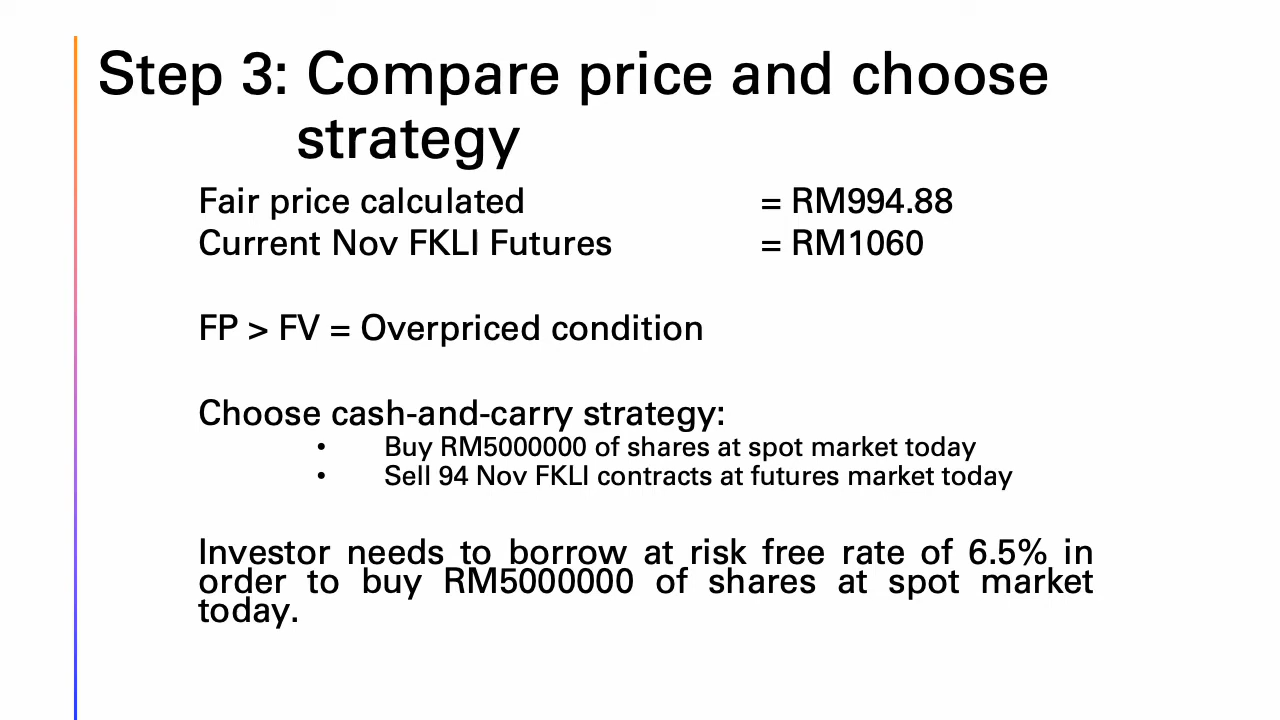 Step 3: Compare price and choose
strategy
Fair price calculated = RM994.88
Current Nov FKLI Futures = RM1060
FP > FV = Overpriced condition
Choose cash-and-carry strategy:
• Buy RM5000000 of shares at spot market today
• Sell 94 Nov FKLI contracts at futures market today
Investor needs to borrow at risk free rate of 6.5% in
order to buy RM5000000 of shares at spot market
today.